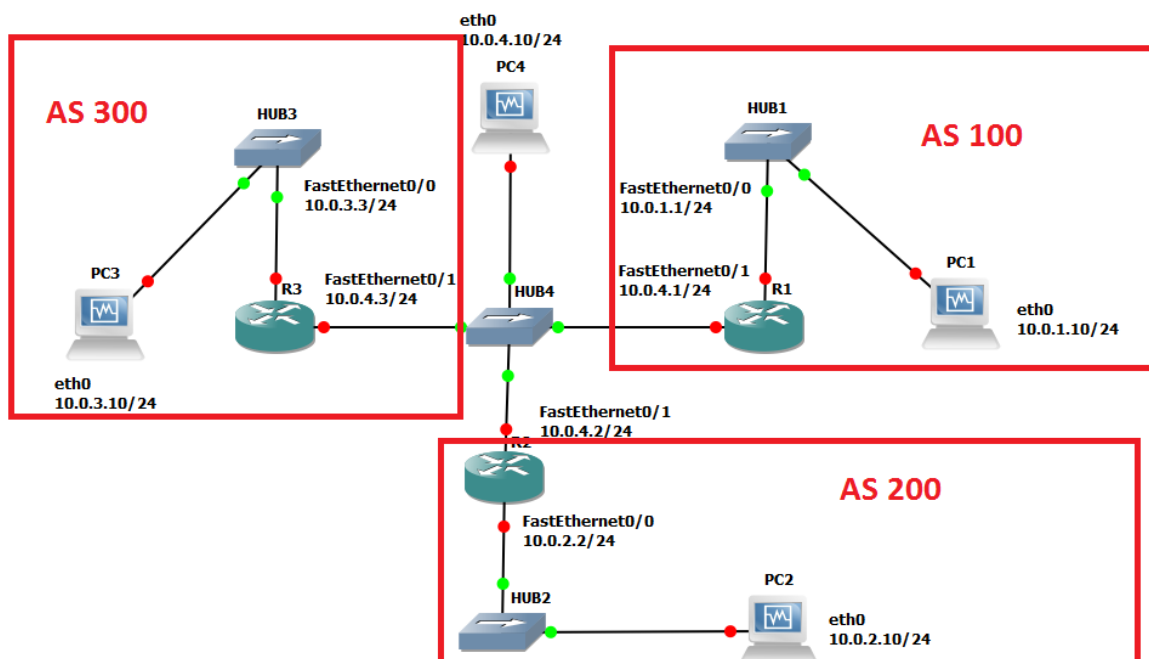 eth0
10.0.4.10/24
PC4
AS 300
HUB3
FastEthernet0/0
10.0.3.3/24
PC3
R3
FastEthernet0/1
10.0.4.3/24
eth0
10.0.3.10/24
HUB4
HUB1
AS 100
FastEthernet0/0
10.0.1.1/24
FastEthernet0/1
10.0.4.1/24
R1
PC1
eth0
10.0.1.10/24
FastEthernet0/1
10.0.4.2/24
R2
AS 200
FastEthernet0/0
10.0.2.2/24
HUB2
PC2
eth0
10.0.2.10/24